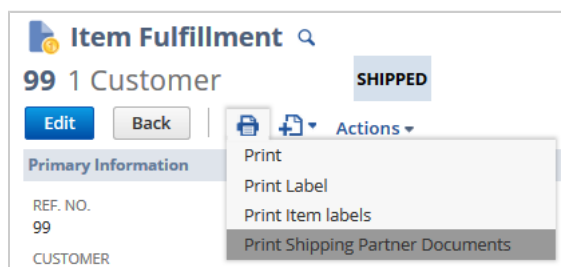 Item Fulfillment
99 1 Customer SHIPPED
Edit Back Actions
Print
Primary Information
Print Label
REF. NO.
Print Item labels
99
Print Shipping Partner Documents
CUSTOMER